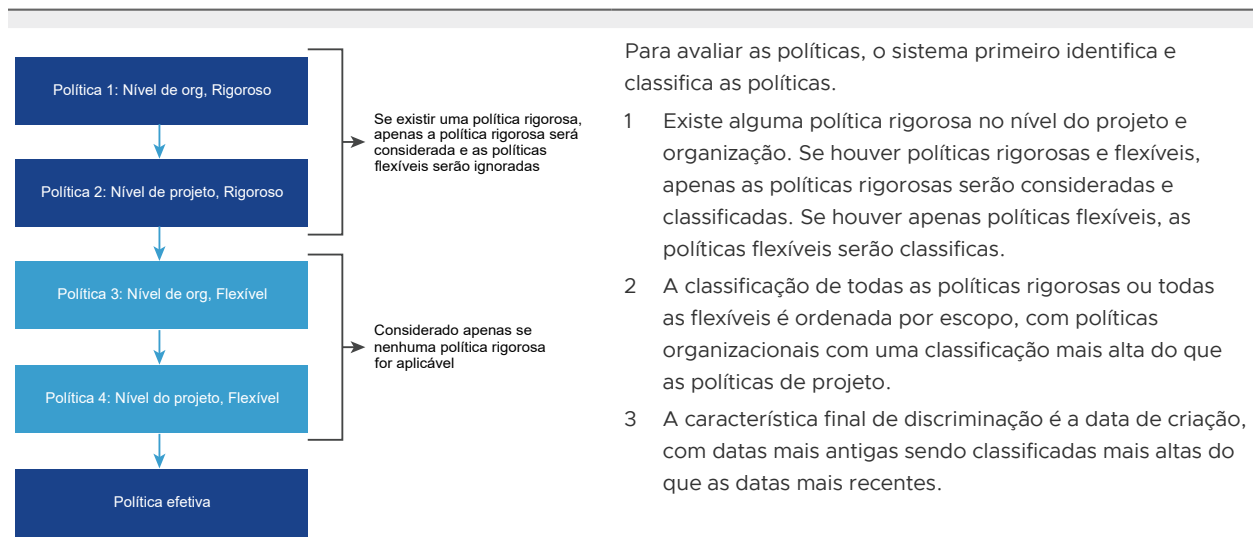 Política 1: Nível de org, Rigoroso
Política 2: Nível de projeto, Rigoroso
Política 3: Nível de org, Flexível
Política 4: Nível do projeto, Flexível
Política efetiva
Se existir uma política rigorosa,
apenas a política rigorosa será
considerada e as políticas
flexíveis serão ignoradas
Considerado apenas se
nenhuma política rigorosa
for aplicável
Para avaliar as políticas, o sistema primeiro identifica e
classifica as políticas.
1 Existe alguma política rigorosa no nível do projeto e
organização. Se houver políticas rigorosas e flexíveis,
apenas as políticas rigorosas serão consideradas e
classificadas. Se houver apenas políticas flexíveis, as
políticas flexíveis serão classificas.
2 A classificação de todas as políticas rigorosas ou todas
as flexíveis é ordenada por escopo, com políticas
organizacionais com uma classificação mais alta do que
as políticas de projeto.
3 A característica final de discriminação é a data de criação,
com datas mais antigas sendo classificadas mais altas do
que as datas mais recentes.